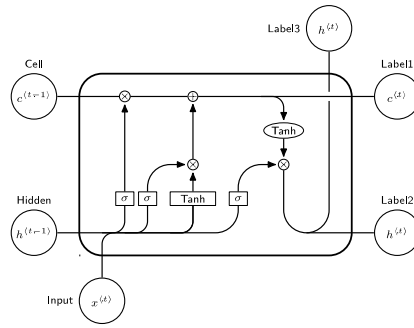 Label3 h⟨t⟩
Cell Label1
c⟨t−1⟩ × + c⟨t⟩
Tanh
× ×
σ σ Tanh σ
Hidden Label2
h⟨t−1⟩ h⟨t⟩
Input x⟨t⟩